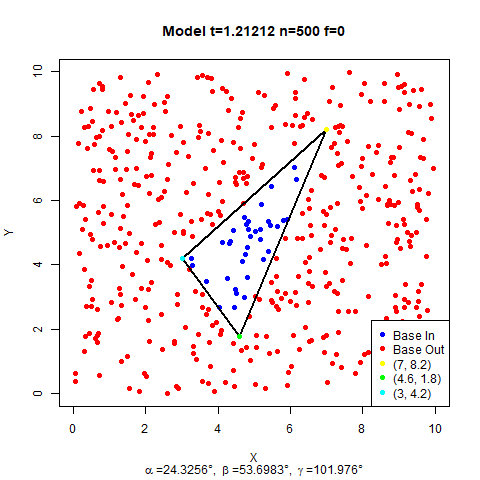 Model t=1.21212 n=500 f=0
10
8
6
4
2
0
Y
Base In
Base Out
(7, 8.2)
(4.6, 1.8)
(3, 4.2)
0 2 4 6 8 10
X
α=24.3256°, β=53.6983°, γ=101.976°